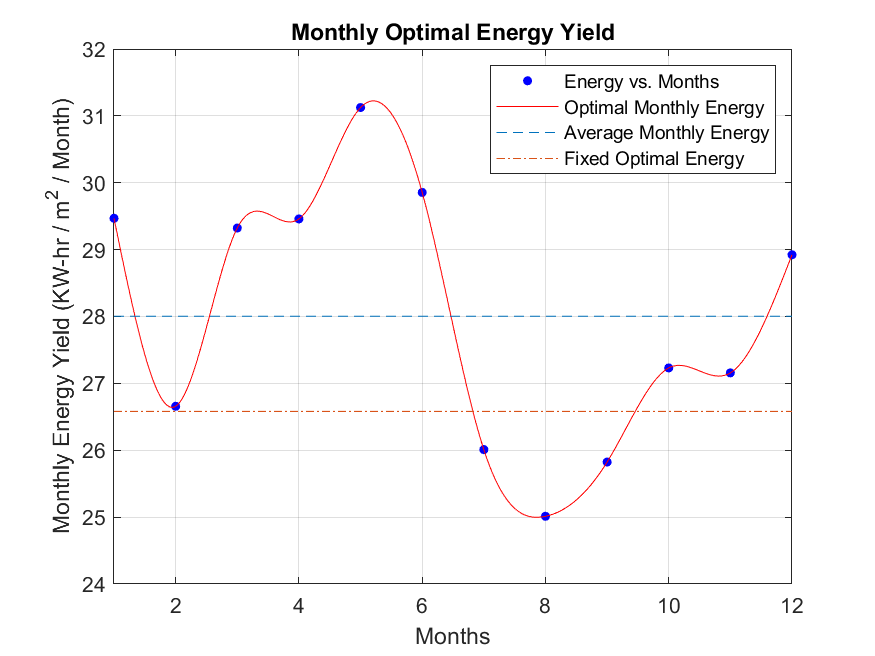 Monthly Optimal Energy Yield
Energy vs. Months
Optimal Monthly Energy
Average Monthly Energy
Fixed Optimal Energy
Monthly Energy Yield (KW-hr / m² / Month)
32
31
30
29
28
27
26
25
24
2 4 6 8 10 12
Months